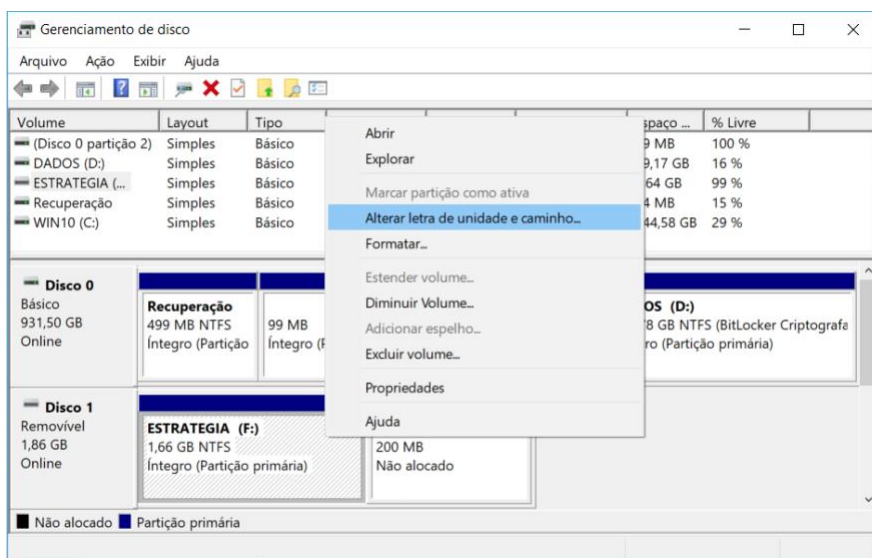 Gerenciamento de disco
Arquivo Ação Exibir Ajuda
Volume Layout Tipo spaço ... % Livre
(Disco 0 partição 2) Simples Básico 9 MB 100 %
DADOS (D:) Simples Básico 9,17 GB 16 %
ESTRATEGIA (... Simples Básico 64 GB 99 %
Recuperação Simples Básico 4 MB 15 %
WIN10 (C:) Simples Básico 44,58 GB 29 %
Abrir
Explorar
Marcar partição como ativa
Alterar letra de unidade e caminho...
Formatar...
Estender volume...
Diminuir Volume...
Adicionar espelho...
Excluir volume...
Propriedades
Ajuda
Disco 0
Básico
931,50 GB
Online
Recuperação
499 MB NTFS
Íntegro (Partição
99 MB
Íntegro (P
OS (D:)
8 GB NTFS (BitLocker Criptografa
ro (Partição primária)
Disco 1
Removível
1,86 GB
Online
ESTRATEGIA (F:)
1,66 GB NTFS
Íntegro (Partição primária)
200 MB
Não alocado
Não alocado Partição primária